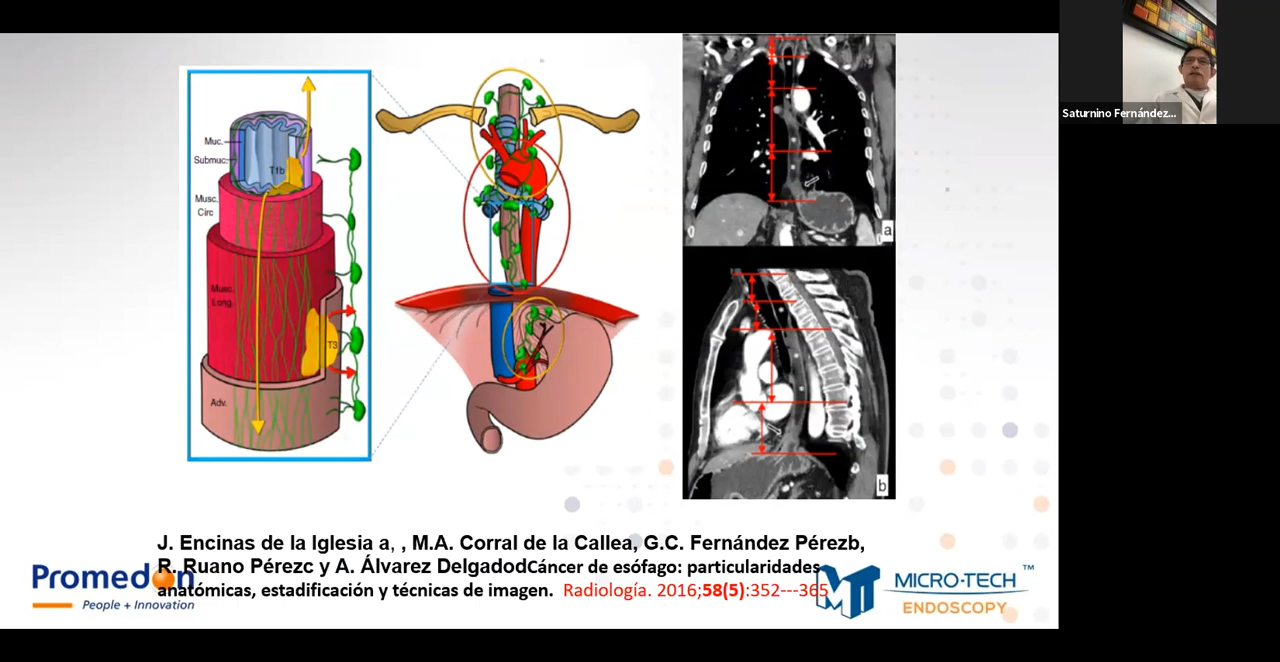 Muc.
Submuc.
T1b
Musc.
Circ
Musc.
Long.
T3
Adv.
a
b
Saturnino Fernández...
J. Encinas de la Iglesia a, , M.A. Corral de la Callea, G.C. Fernández Pérezb,
R. Ruano Pérezc y A. Álvarez DelgadodCáncer de esófago: particularidades
anatómicas, estadificación y técnicas de imagen. Radiología. 2016;58(5):352---365
Promedon
People + Innovation
MT
MICRO-TECH™
ENDOSCOPY